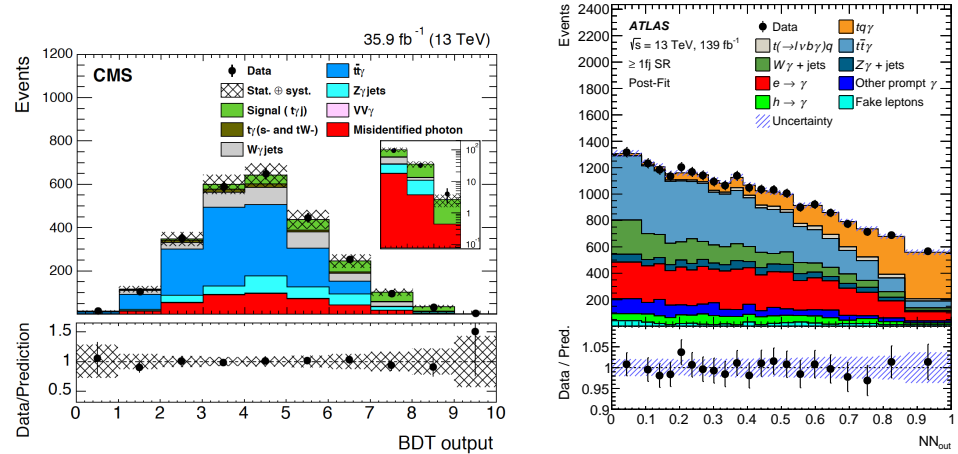 35.9 fb⁻¹ (13 TeV)
Events
CMS
Data
Stat. ⊕ syst.
Signal ( tγj)
tγ(s- and tW-)
Wγjets
tt̄γ
Zγjets
VVγ
Misidentified photon
1200
1000
800
600
400
200
10²
10
1
10⁻¹
Data/Prediction
1.5
1
0.5
0 1 2 3 4 5 6 7 8 9 10
BDT output
Events
ATLAS
√s = 13 TeV, 139 fb⁻¹
≥ 1fj SR
Post-Fit
Data
t(→lνbγ)q
Wγ + jets
e → γ
h → γ
Uncertainty
tqγ
tt̄γ
Zγ + jets
Other prompt γ
Fake leptons
2400
2200
2000
1800
1600
1400
1200
1000
800
600
400
200
Data / Pred.
1.05
1
0.95
0.9
0 0.1 0.2 0.3 0.4 0.5 0.6 0.7 0.8 0.9 1
NNout